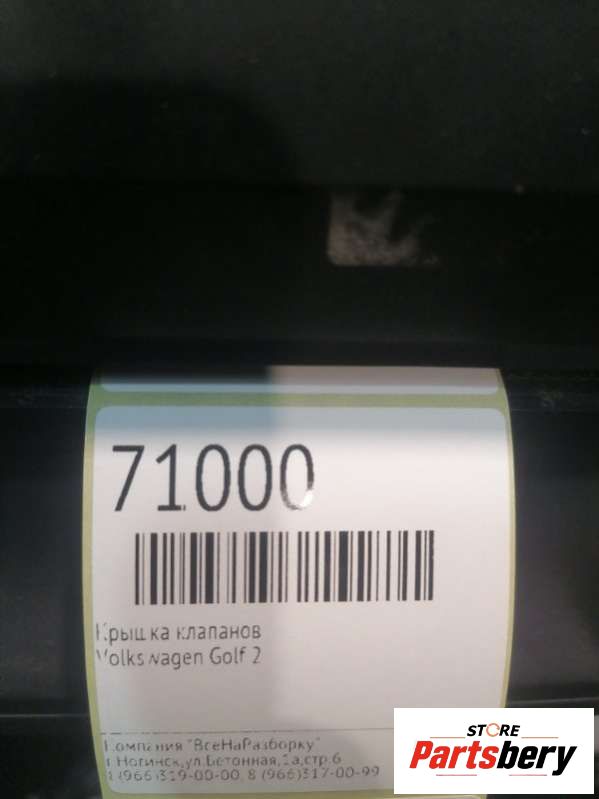 71000
Крышка клапанов
Volkswagen Golf 2
Компания "ВсеНаРазборку"
г.Ногинск,ул.Бетонная,1а,стр.6
8 (966)319-00-00, 8 (966)317-00-99
STORE
Partsbery